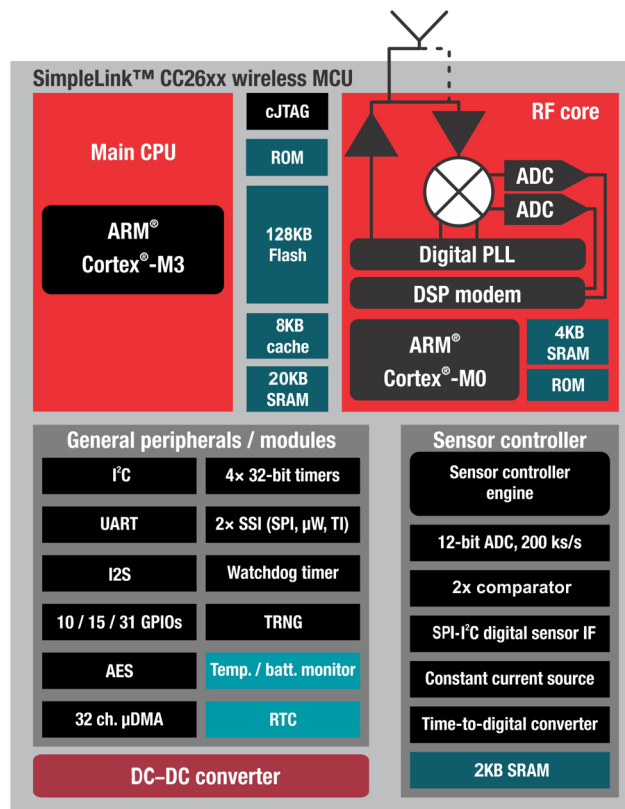 SimpleLink™ CC26xx wireless MCU
Main CPU
ARM®
Cortex®-M3
cJTAG
ROM
128KB
Flash
8KB
cache
20KB
SRAM
RF core
ADC
ADC
Digital PLL
DSP modem
ARM®
Cortex®-M0
4KB
SRAM
ROM
General peripherals / modules
I²C
4× 32-bit timers
UART
2× SSI (SPI, µW, TI)
I2S
Watchdog timer
10 / 15 / 31 GPIOs
TRNG
AES
Temp. / batt. monitor
32 ch. µDMA
RTC
Sensor controller
Sensor controller
engine
12-bit ADC, 200 ks/s
2x comparator
SPI-I²C digital sensor IF
Constant current source
Time-to-digital converter
2KB SRAM
DC–DC converter